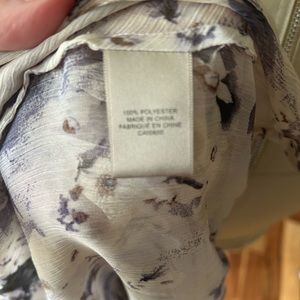 100% POLYESTER
MADE IN CHINA
FABRIQUÉ EN CHINE